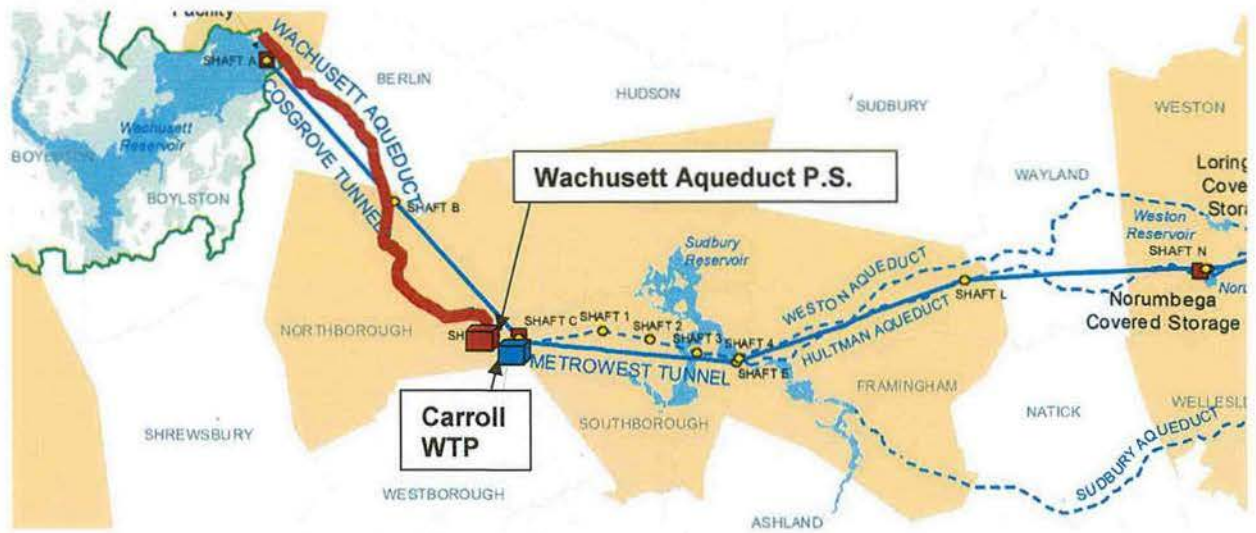 WACHUSETT AQUEDUCT
SHAFT A
COSGROVE TUNNEL
BERLIN
HUDSON
SUDBURY
WESTON
Wachusett
Reservoir
BOYLSTON
BOYLSTON
SHAFT B
Wachusett Aqueduct P.S.
WAYLAND
Weston
Reservoir
SHAFT N
Norumbega
Covered Storage
Sudbury
Reservoir
WESTON AQUEDUCT
HULTMAN AQUEDUCT
SHAFT L
NORTHBOROUGH
SHAFT C
SHAFT 1
SHAFT 2
SHAFT 3
SHAFT 4
METROWEST TUNNEL
FRAMINGHAM
NATICK
SUDBURY AQUEDUCT
Carroll
WTP
SOUTHBOROUGH
SHREWSBURY
WESTBOROUGH
ASHLAND